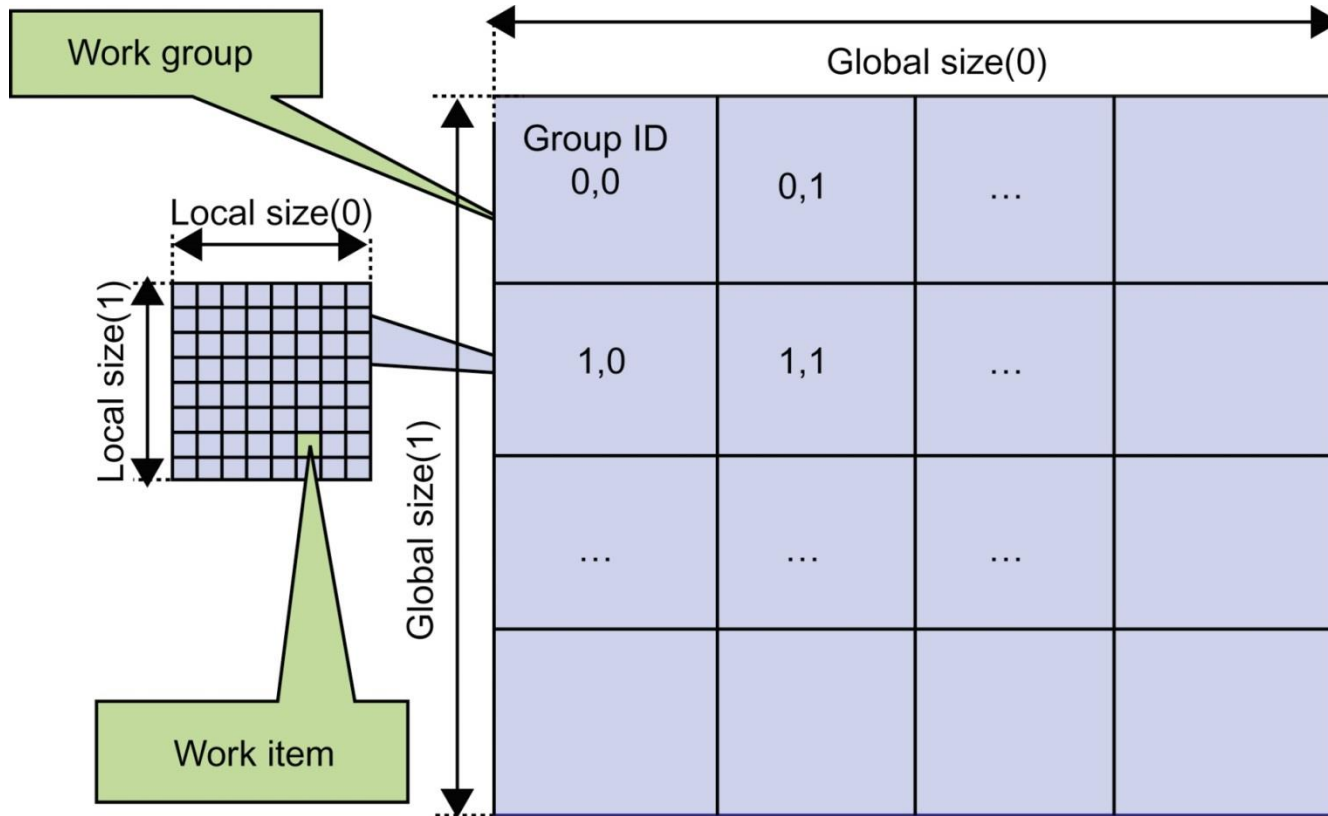 Work group
Global size(0)
Group ID
0,0
0,1
...
Local size(0)
Local size(1)
Global size(1)
1,0
1,1
...
...
...
...
Work item